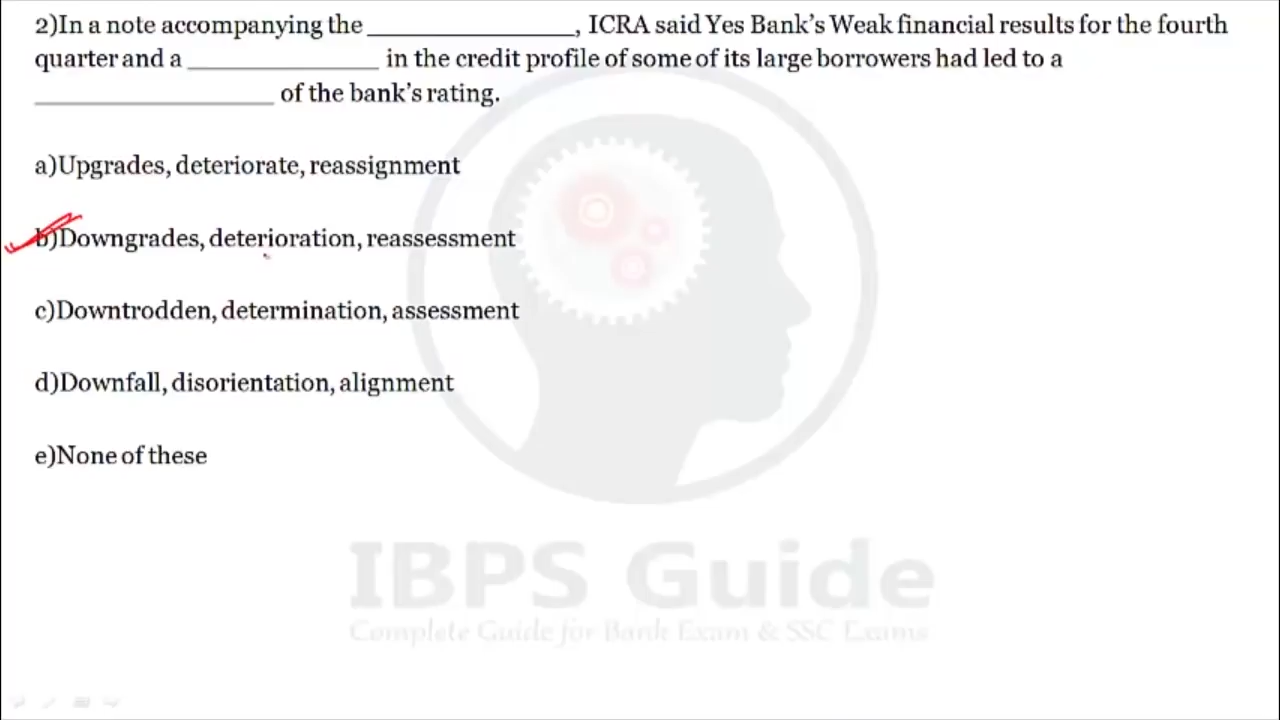 2)In a note accompanying the _______________, ICRA said Yes Bank's Weak financial results for the fourth
quarter and a ______________ in the credit profile of some of its large borrowers had led to a
_________________ of the bank's rating.
a)Upgrades, deteriorate, reassignment
b)Downgrades, deterioration, reassessment
c)Downtrodden, determination, assessment
d)Downfall, disorientation, alignment
e)None of these
IBPS Guide
Complete Guide for Bank Exam & SSC Exams